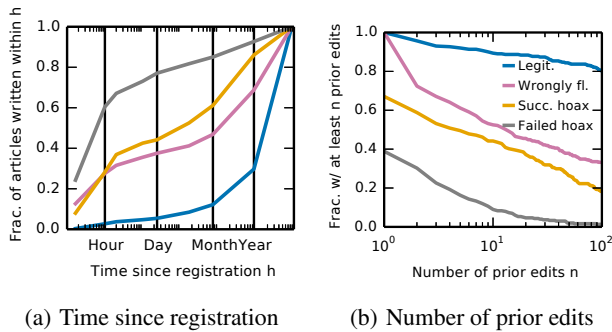 (a)
Frac. of articles written within h
1.0
0.8
0.6
0.4
0.2
0.0
Hour Day Month Year
Time since registration h
(b)
Frac. w/ at least n prior edits
1.0
0.8
0.6
0.4
0.2
0.0
Legit.
Wrongly fl.
Succ. hoax
Failed hoax
10^0 10^1 10^2
Number of prior edits n
(a) Time since registration
(b) Number of prior edits